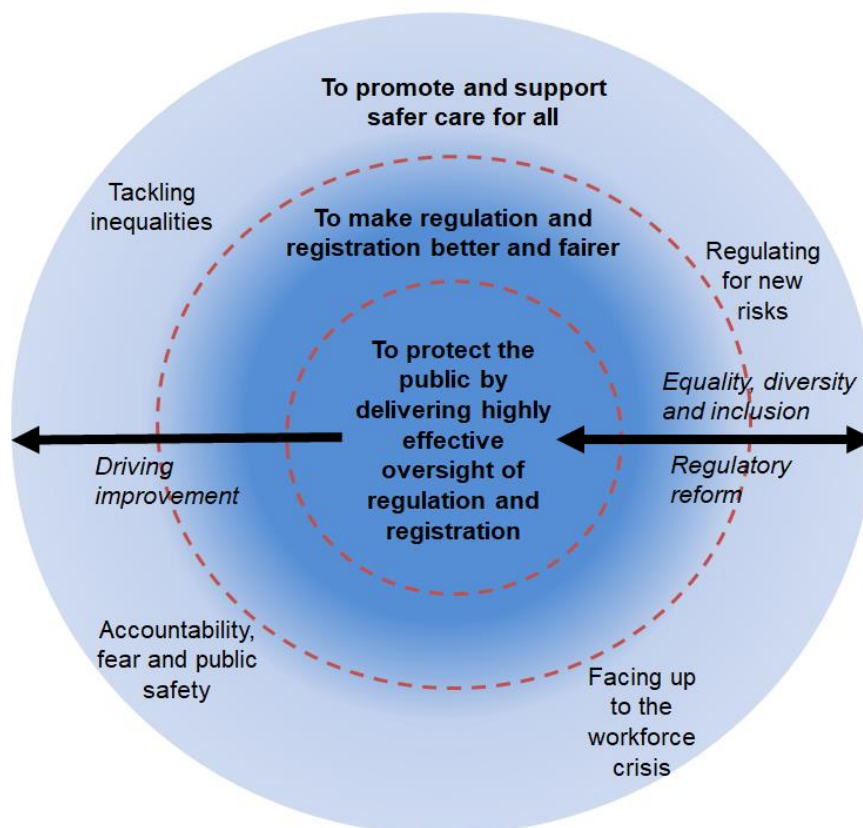 To promote and support
safer care for all
Tackling
inequalities
To make regulation and
registration better and fairer
Regulating
for new
risks
To protect the
public by
delivering highly
effective
oversight of
regulation and
registration
Equality, diversity
and inclusion
Driving
improvement
Regulatory
reform
Accountability,
fear and public
safety
Facing up
to the
workforce
crisis